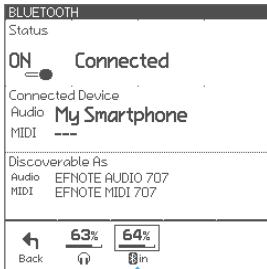 BLUETOOTH
Status
ON Connected
Connected Device
Audio My Smartphone
MIDI ---
Discoverable As
Audio EFNOTE AUDIO 707
MIDI EFNOTE MIDI 707
63% 64%
Back in